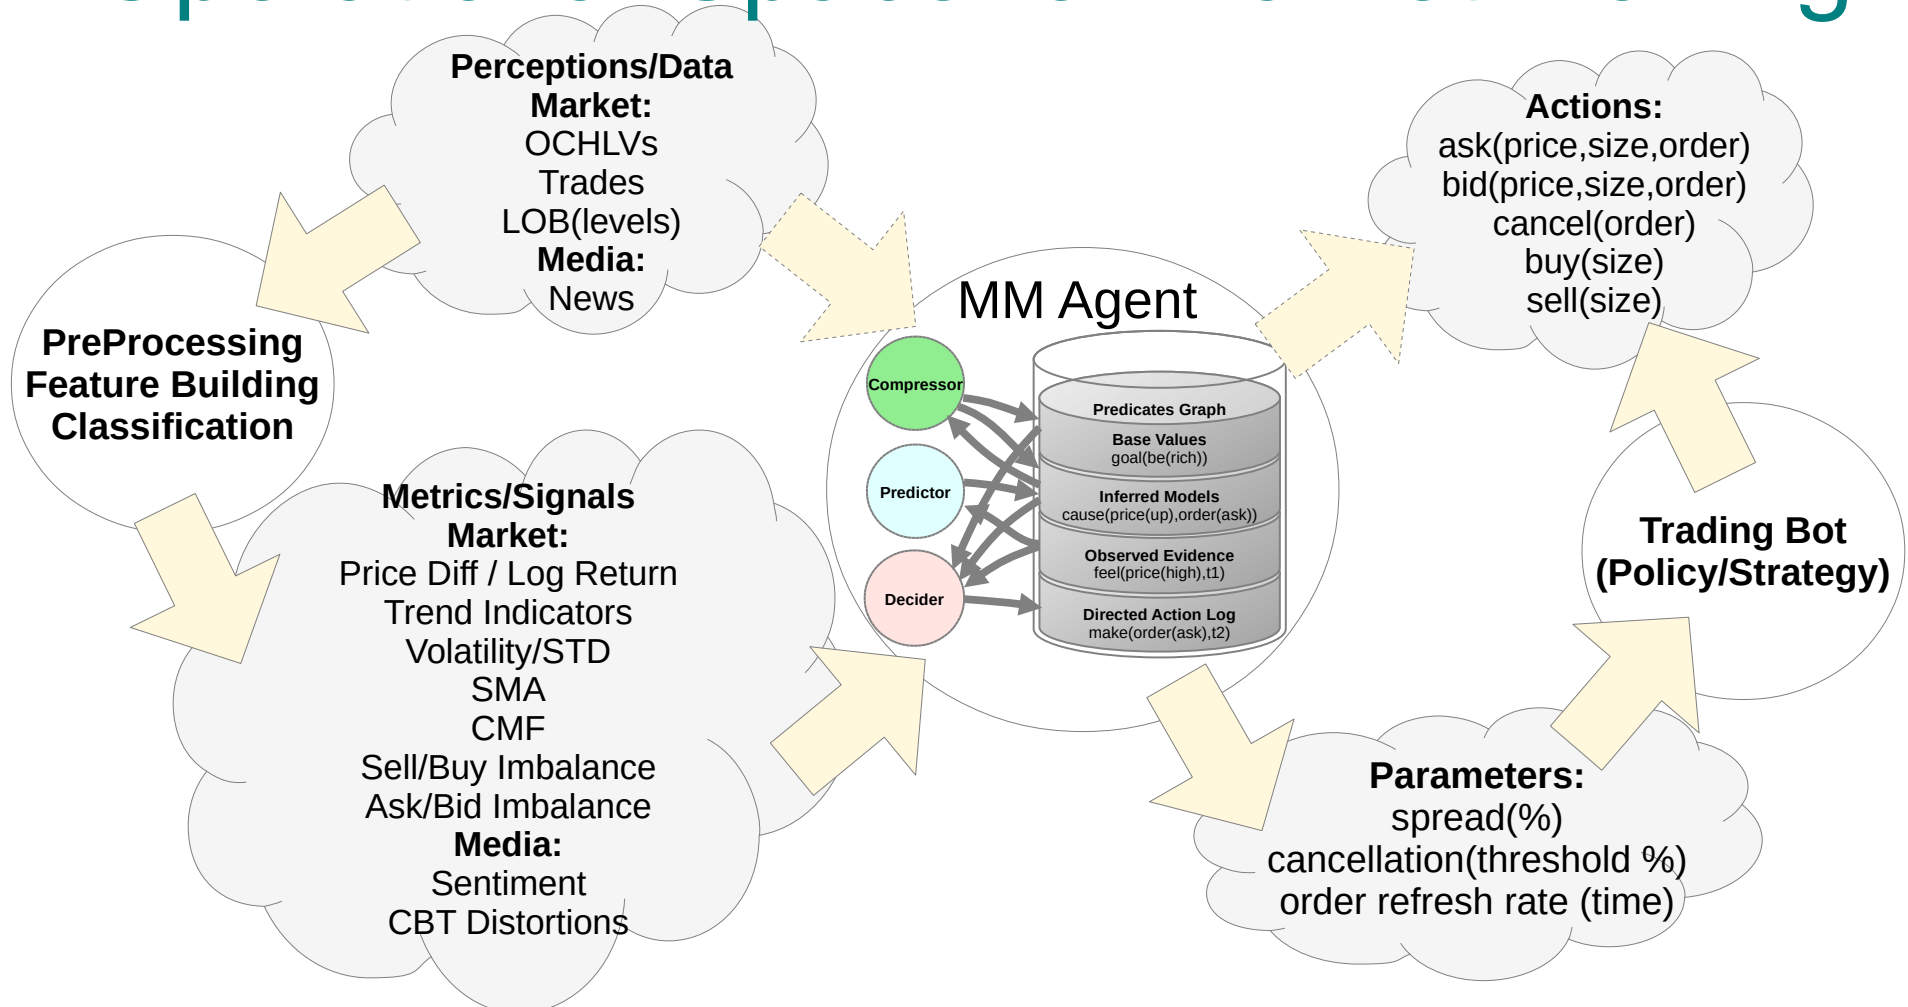 Perceptions/Data
Market:
OCHLVs
Trades
LOB(levels)
Media:
News
PreProcessing
Feature Building
Classification
Metrics/Signals
Market:
Price Diff / Log Return
Trend Indicators
Volatility/STD
SMA
CMF
Sell/Buy Imbalance
Ask/Bid Imbalance
Media:
Sentiment
CBT Distortions
MM Agent
Compressor
Predictor
Decider
Predicates Graph
Base Values
goal(be(rich))
Inferred Models
cause(price(up),order(ask))
Observed Evidence
feel(price(high),t1)
Directed Action Log
make(order(ask),t2)
Actions:
ask(price,size,order)
bid(price,size,order)
cancel(order)
buy(size)
sell(size)
Trading Bot
(Policy/Strategy)
Parameters:
spread(%)
cancellation(threshold %)
order refresh rate (time)